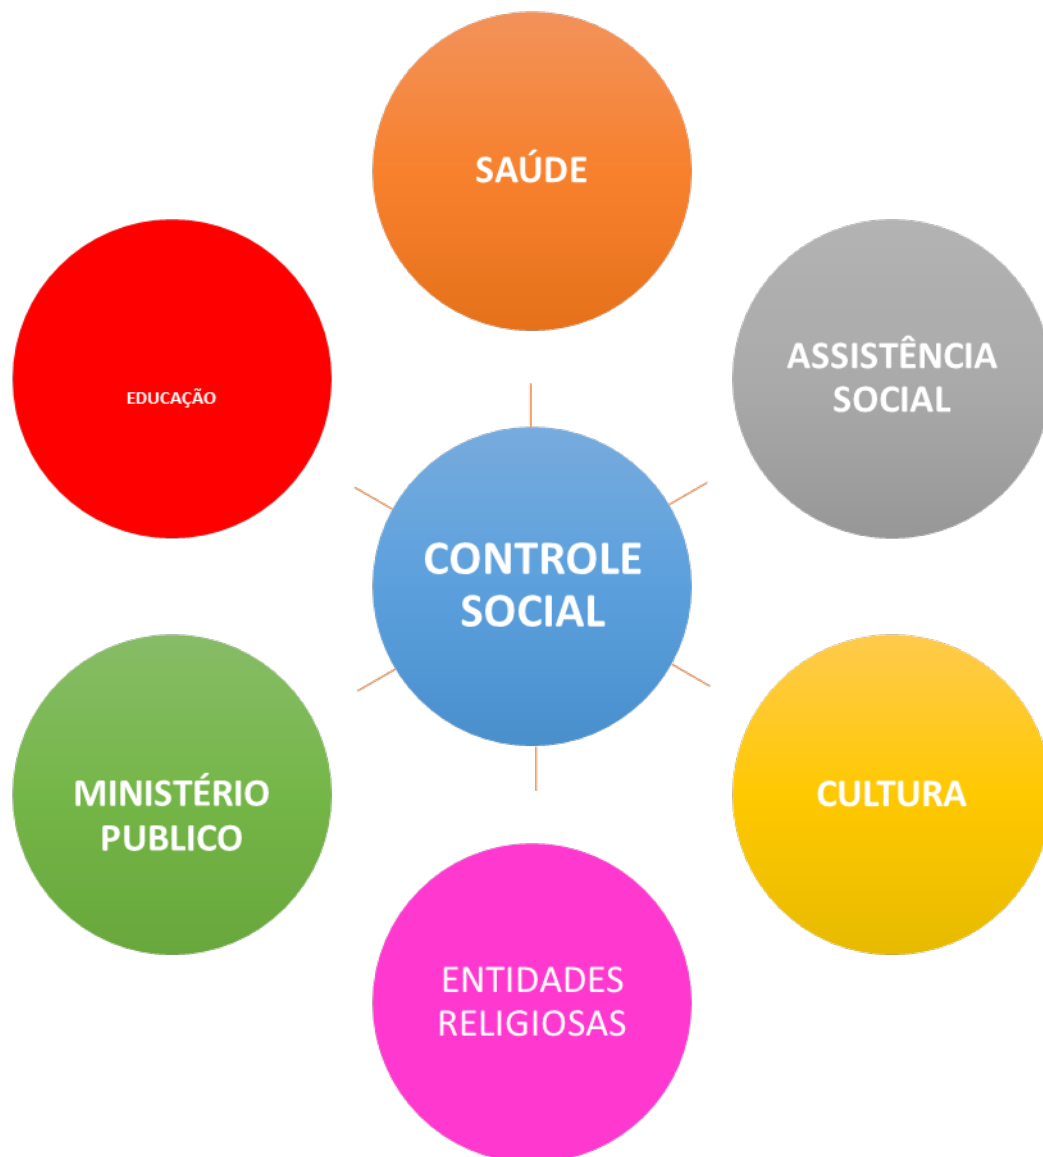 SAÚDE
ASSISTÊNCIA
SOCIAL
EDUCAÇÃO
CONTROLE
SOCIAL
MINISTÉRIO
PUBLICO
CULTURA
ENTIDADES
RELIGIOSAS